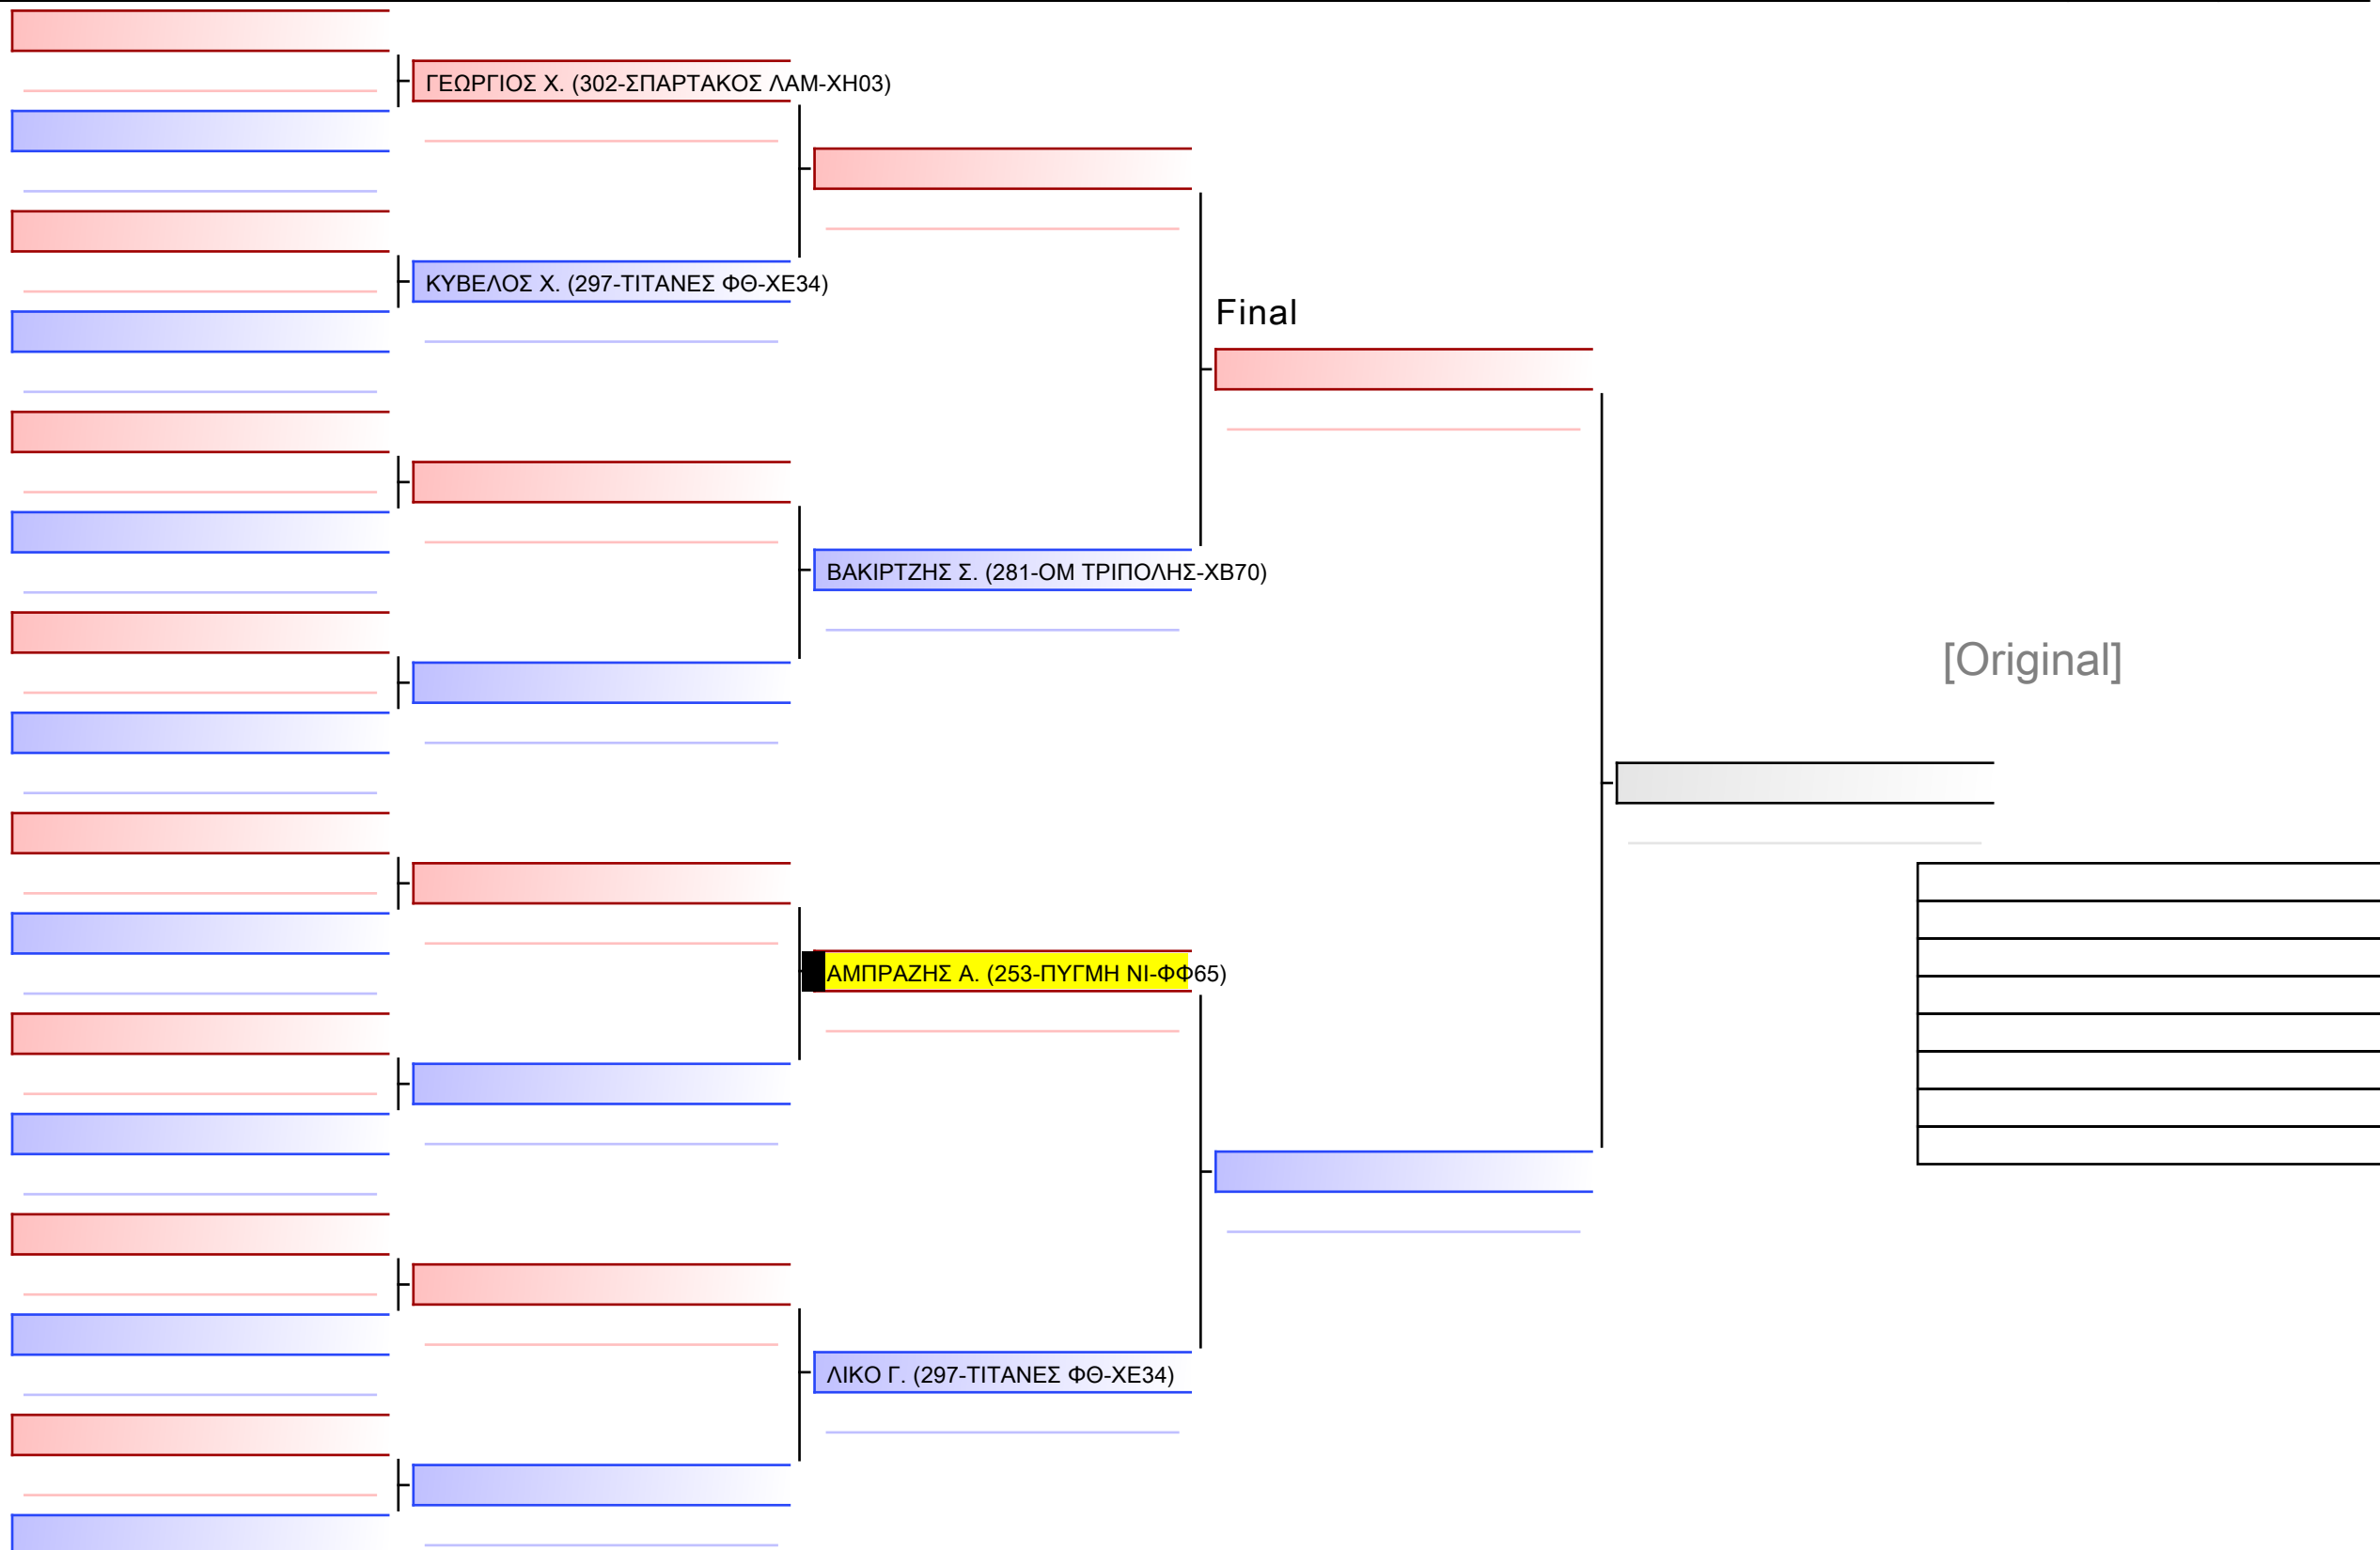 ΓΕΩΡΓΙΟΣ Χ. (302-ΣΠΑΡΤΑΚΟΣ ΛΑΜ-ΧΗ03)
ΚΥΒΕΛΟΣ Χ. (297-ΤΙΤΑΝΕΣ ΦΘ-ΧΕ34)
Final
ΒΑΚΙΡΤΖΗΣ Σ. (281-ΟΜ ΤΡΙΠΟΛΗΣ-ΧΒ70)
[Original]
ΑΜΠΡΑΖΗΣ Α. (253-ΠΥΓΜΗ ΝΙ-ΦΦ65)
ΛΙΚΟ Γ. (297-ΤΙΤΑΝΕΣ ΦΘ-ΧΕ34)